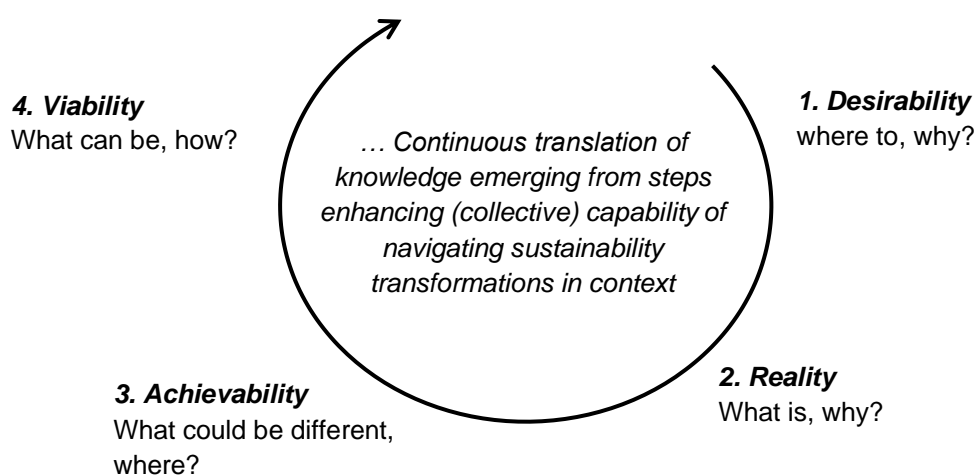 4. Viability
What can be, how?
1. Desirability
where to, why?
… Continuous translation of
knowledge emerging from steps
enhancing (collective) capability of
navigating sustainability
transformations in context
3. Achievability
What could be different,
where?
2. Reality
What is, why?